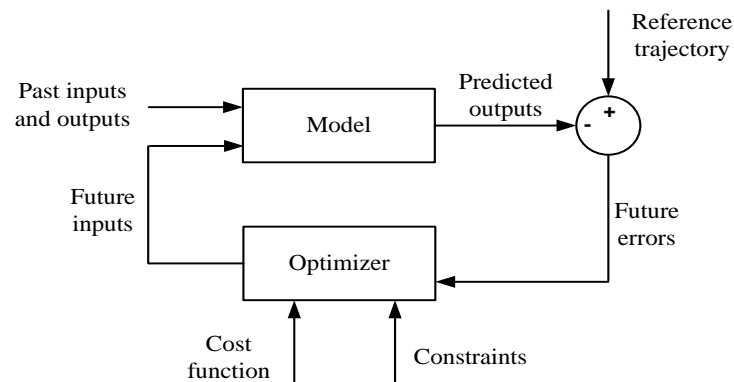 Reference
trajectory
Past inputs
and outputs
Model
Predicted
outputs
+
-
Future
inputs
Optimizer
Future
errors
Cost
function
Constraints